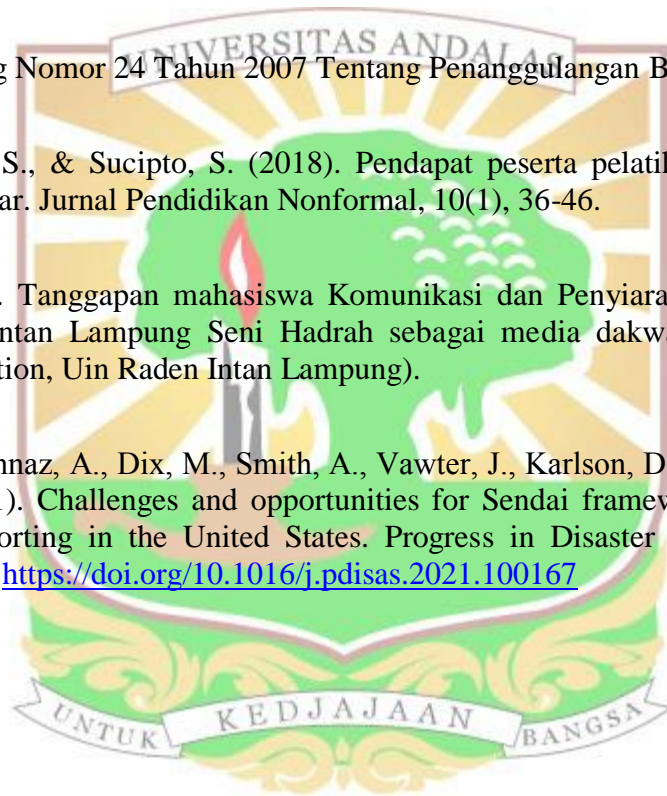 UNIVERSITAS ANDALAS
g Nomor 24 Tahun 2007 Tentang Penanggulangan B
S., & Sucipto, S. (2018). Pendapat peserta pelatil
ar. Jurnal Pendidikan Nonformal, 10(1), 36-46.
. Tanggapan mahasiswa Komunikasi dan Penyiara
ntan Lampung Seni Hadrah sebagai media dakwa
tion, Uin Raden Intan Lampung).
nnaz, A., Dix, M., Smith, A., Vawter, J., Karlson, D
1). Challenges and opportunities for Sendai framew
orting in the United States. Progress in Disaster
https://doi.org/10.1016/j.pdisas.2021.100167
UNTUK KEDJAJAAN BANGSA